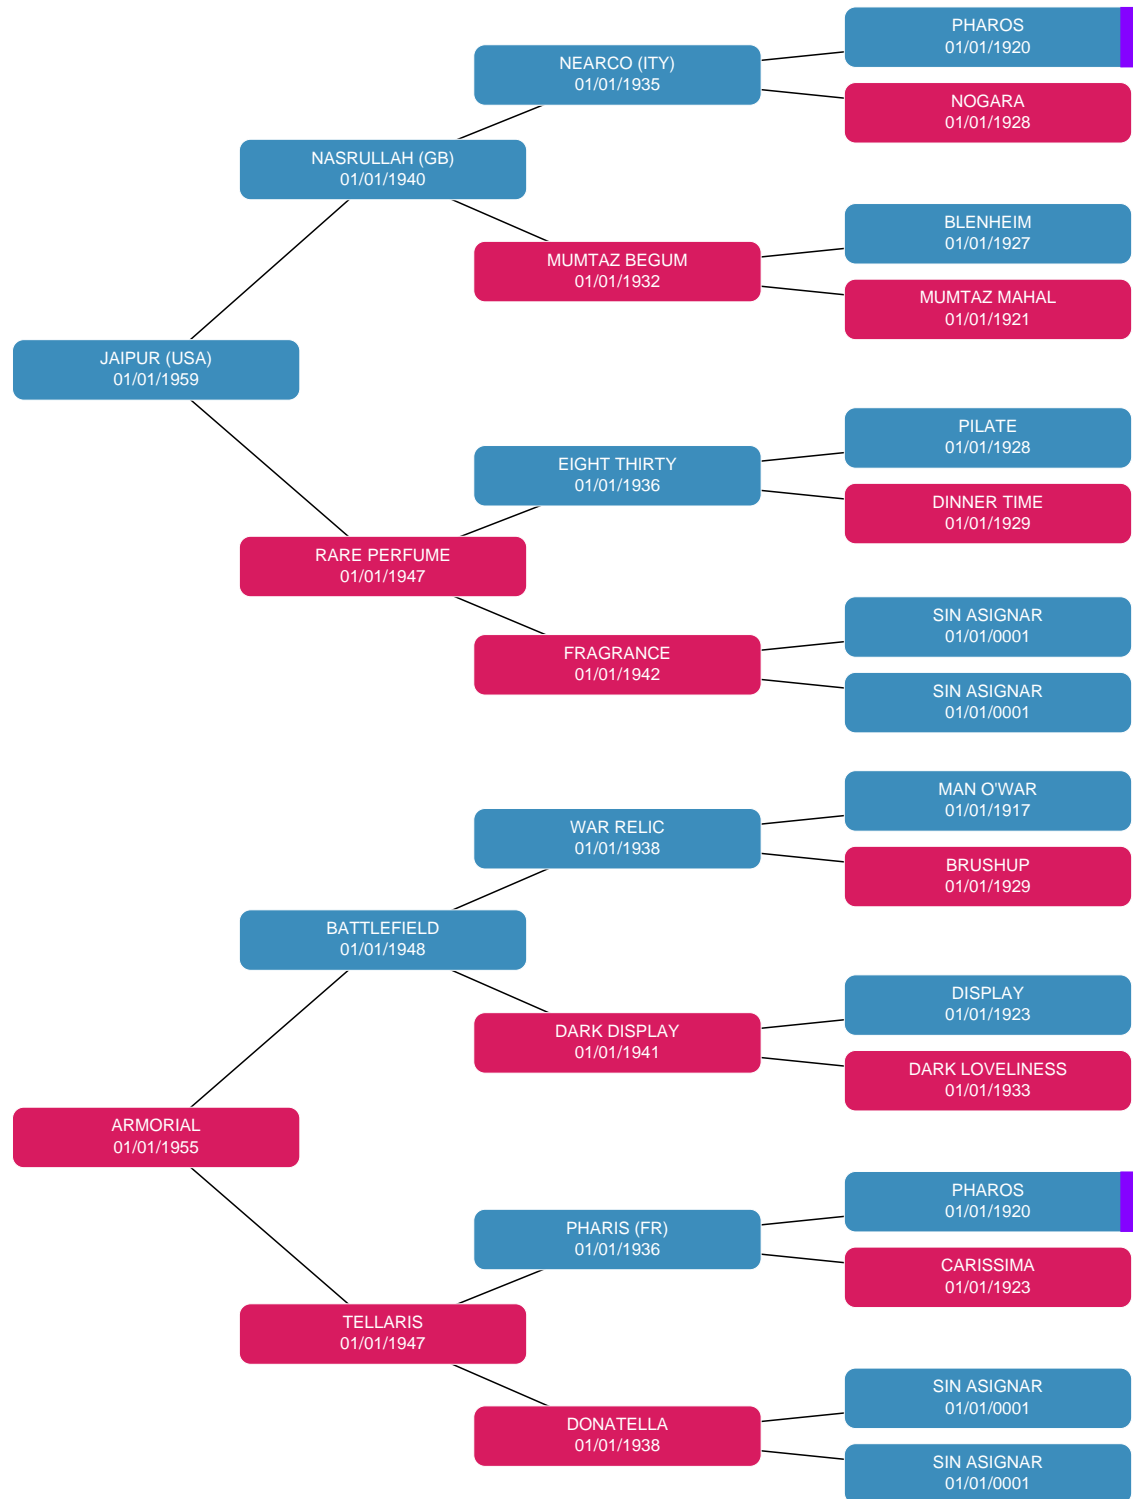 PHAROS
01/01/1920
NEARCO (ITY)
01/01/1935
NOGARA
01/01/1928
NASRULLAH (GB)
01/01/1940
BLENHEIM
01/01/1927
MUMTAZ BEGUM
01/01/1932
MUMTAZ MAHAL
01/01/1921
JAIPUR (USA)
01/01/1959
PILATE
01/01/1928
EIGHT THIRTY
01/01/1936
DINNER TIME
01/01/1929
RARE PERFUME
01/01/1947
SIN ASIGNAR
01/01/0001
FRAGRANCE
01/01/1942
SIN ASIGNAR
01/01/0001
MAN O'WAR
01/01/1917
WAR RELIC
01/01/1938
BRUSHUP
01/01/1929
BATTLEFIELD
01/01/1948
DISPLAY
01/01/1923
DARK DISPLAY
01/01/1941
DARK LOVELINESS
01/01/1933
ARMORIAL
01/01/1955
PHAROS
01/01/1920
PHARIS (FR)
01/01/1936
CARISSIMA
01/01/1923
TELLARIS
01/01/1947
SIN ASIGNAR
01/01/0001
DONATELLA
01/01/1938
SIN ASIGNAR
01/01/0001